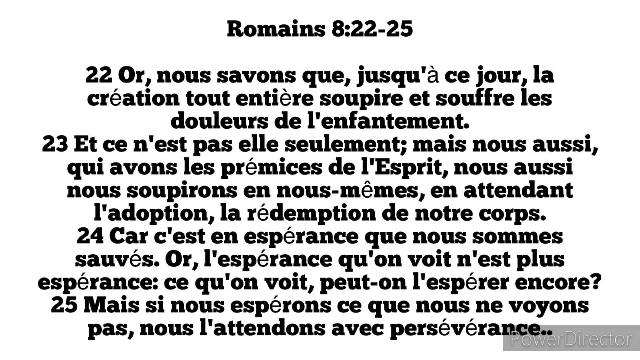 Romains 8:22-25
22 Or, nous savons que, jusqu'à ce jour, la
création tout entière soupire et souffre les
douleurs de l'enfantement.
23 Et ce n'est pas elle seulement; mais nous aussi,
qui avons les prémices de l'Esprit, nous aussi
nous soupirons en nous-mêmes, en attendant
l'adoption, la rédemption de notre corps.
24 Car c'est en espérance que nous sommes
sauvés. Or, l'espérance qu'on voit n'est plus
espérance: ce qu'on voit, peut-on l'espérer encore?
25 Mais si nous espérons ce que nous ne voyons
pas, nous l'attendons avec persévérance..
PowerDirector